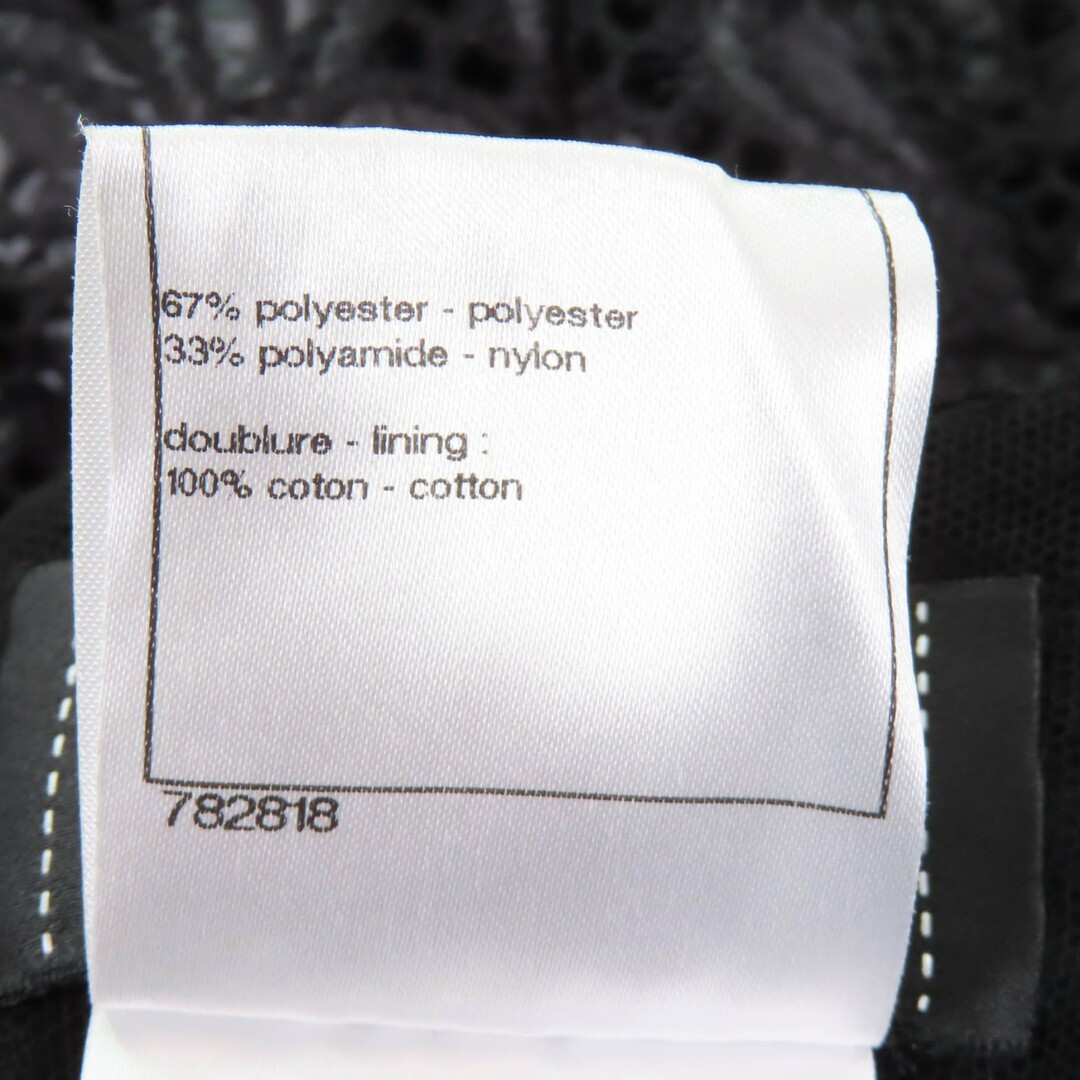 67% polyester - polyester
33% polyamide - nylon
doublure - lining :
100% coton - cotton
782818